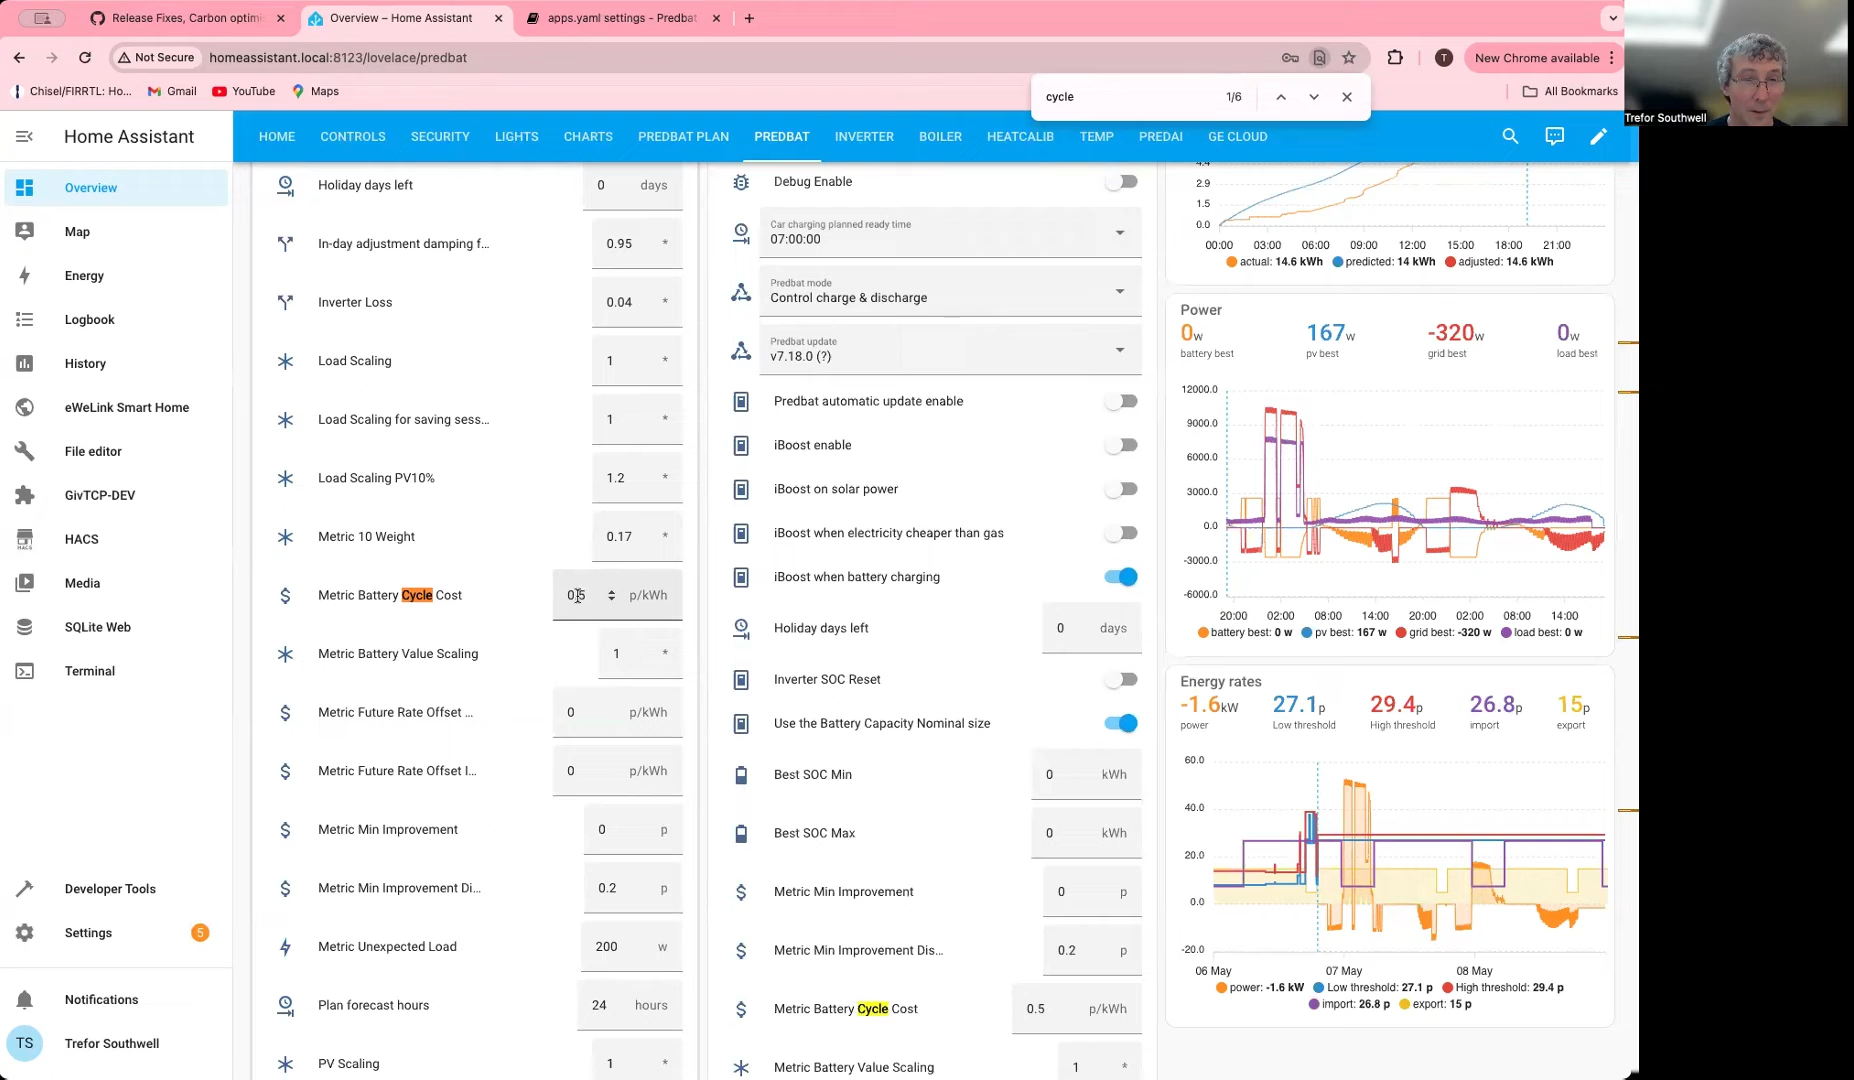 Release Fixes, Carbon optimi
Overview – Home Assistant
apps.yaml settings - Predbat
Not Secure
homeassistant.local:8123/lovelace/predbat
T
New Chrome available
Chisel/FIRRTL: Ho...
Gmail
YouTube
Maps
All Bookmarks
cycle
1/6
Trefor Southwell
Home Assistant
HOME
CONTROLS
SECURITY
LIGHTS
CHARTS
PREDBAT PLAN
PREDBAT
INVERTER
BOILER
HEATCALIB
TEMP
PREDAI
GE CLOUD
Overview
Map
Energy
Logbook
History
eWeLink Smart Home
File editor
GivTCP-DEV
HACS
HACS
Media
SQLite Web
Terminal
Developer Tools
Settings
5
Notifications
TS
Trefor Southwell
Holiday days left
0 days
In-day adjustment damping f...
0.95 *
Inverter Loss
0.04 *
Load Scaling
1 *
Load Scaling for saving sess...
1 *
Load Scaling PV10%
1.2 *
Metric 10 Weight
0.17 *
Metric Battery Cycle Cost
0.5 p/kWh
Metric Battery Value Scaling
1 *
Metric Future Rate Offset ...
0 p/kWh
Metric Future Rate Offset I...
0 p/kWh
Metric Min Improvement
0 p
Metric Min Improvement Di...
0.2 p
Metric Unexpected Load
200 w
Plan forecast hours
24 hours
PV Scaling
1 *
Debug Enable
Car charging planned ready time
07:00:00
Predbat mode
Control charge & discharge
Predbat update
v7.18.0 (?)
Predbat automatic update enable
iBoost enable
iBoost on solar power
iBoost when electricity cheaper than gas
iBoost when battery charging
Holiday days left
0 days
Inverter SOC Reset
Use the Battery Capacity Nominal size
Best SOC Min
0 kWh
Best SOC Max
0 kWh
Metric Min Improvement
0 p
Metric Min Improvement Dis...
0.2 p
Metric Battery Cycle Cost
0.5 p/kWh
Metric Battery Value Scaling
1 *
4.4
2.9
1.5
0.0
00:00 03:00 06:00 09:00 12:00 15:00 18:00 21:00
actual: 14.6 kWh predicted: 14 kWh adjusted: 14.6 kWh
Power
0w 167w -320w 0w
battery best pv best grid best load best
12000.0
9000.0
6000.0
3000.0
0.0
-3000.0
-6000.0
20:00 02:00 08:00 14:00 20:00 02:00 08:00 14:00
battery best: 0 w pv best: 167 w grid best: -320 w load best: 0 w
Energy rates
-1.6kW 27.1p 29.4p 26.8p 15p
power Low threshold High threshold import export
60.0
40.0
20.0
0.0
-20.0
06 May 07 May 08 May
power: -1.6 kW Low threshold: 27.1 p High threshold: 29.4 p
import: 26.8 p export: 15 p